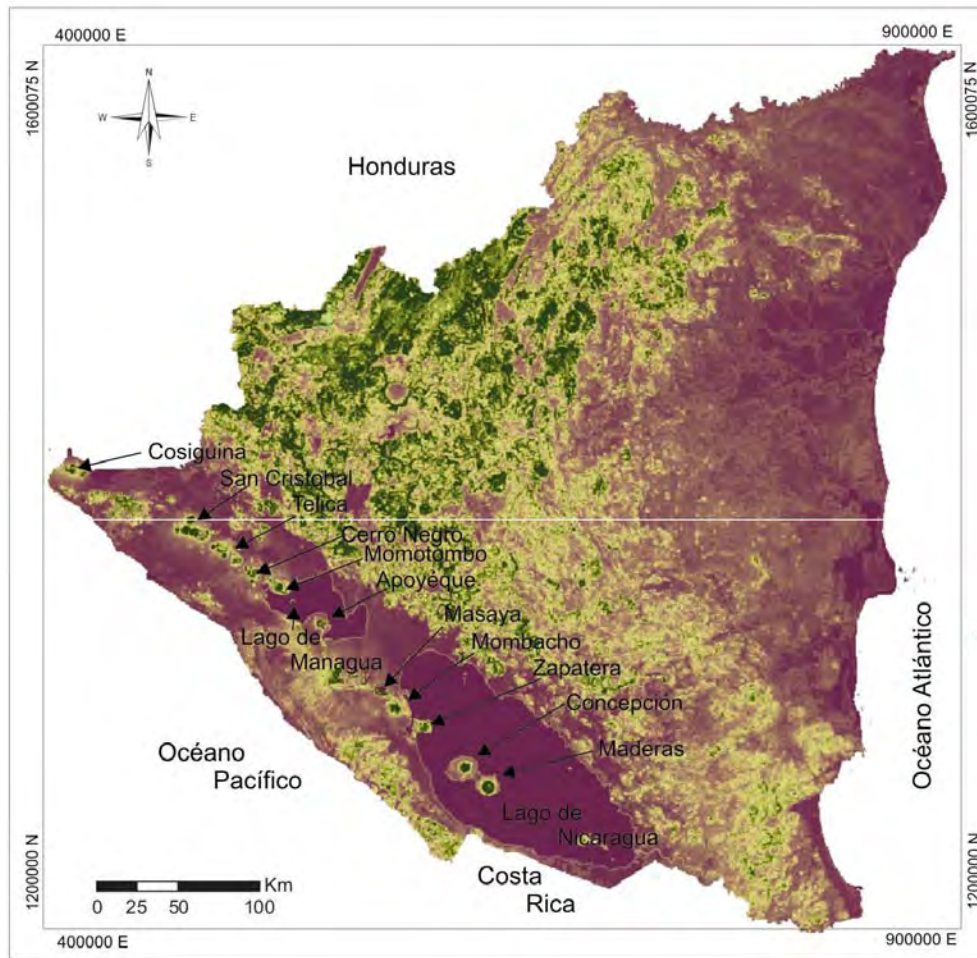 400000 E
900000 E
1600075 N
1600075 N
N
W
E
S
Honduras
Cosiguina
San Cristobal
Telica
Cerro Negro
Momotombo
Apoyeque
Masaya
Lago de
Managua
Mombacho
Zapatera
Concepción
Maderas
Océano Atlántico
Océano
Pacífico
Lago de
Nicaragua
Costa
Rica
Km
0 25 50 100
1200000 N
1200000 N
400000 E
900000 E